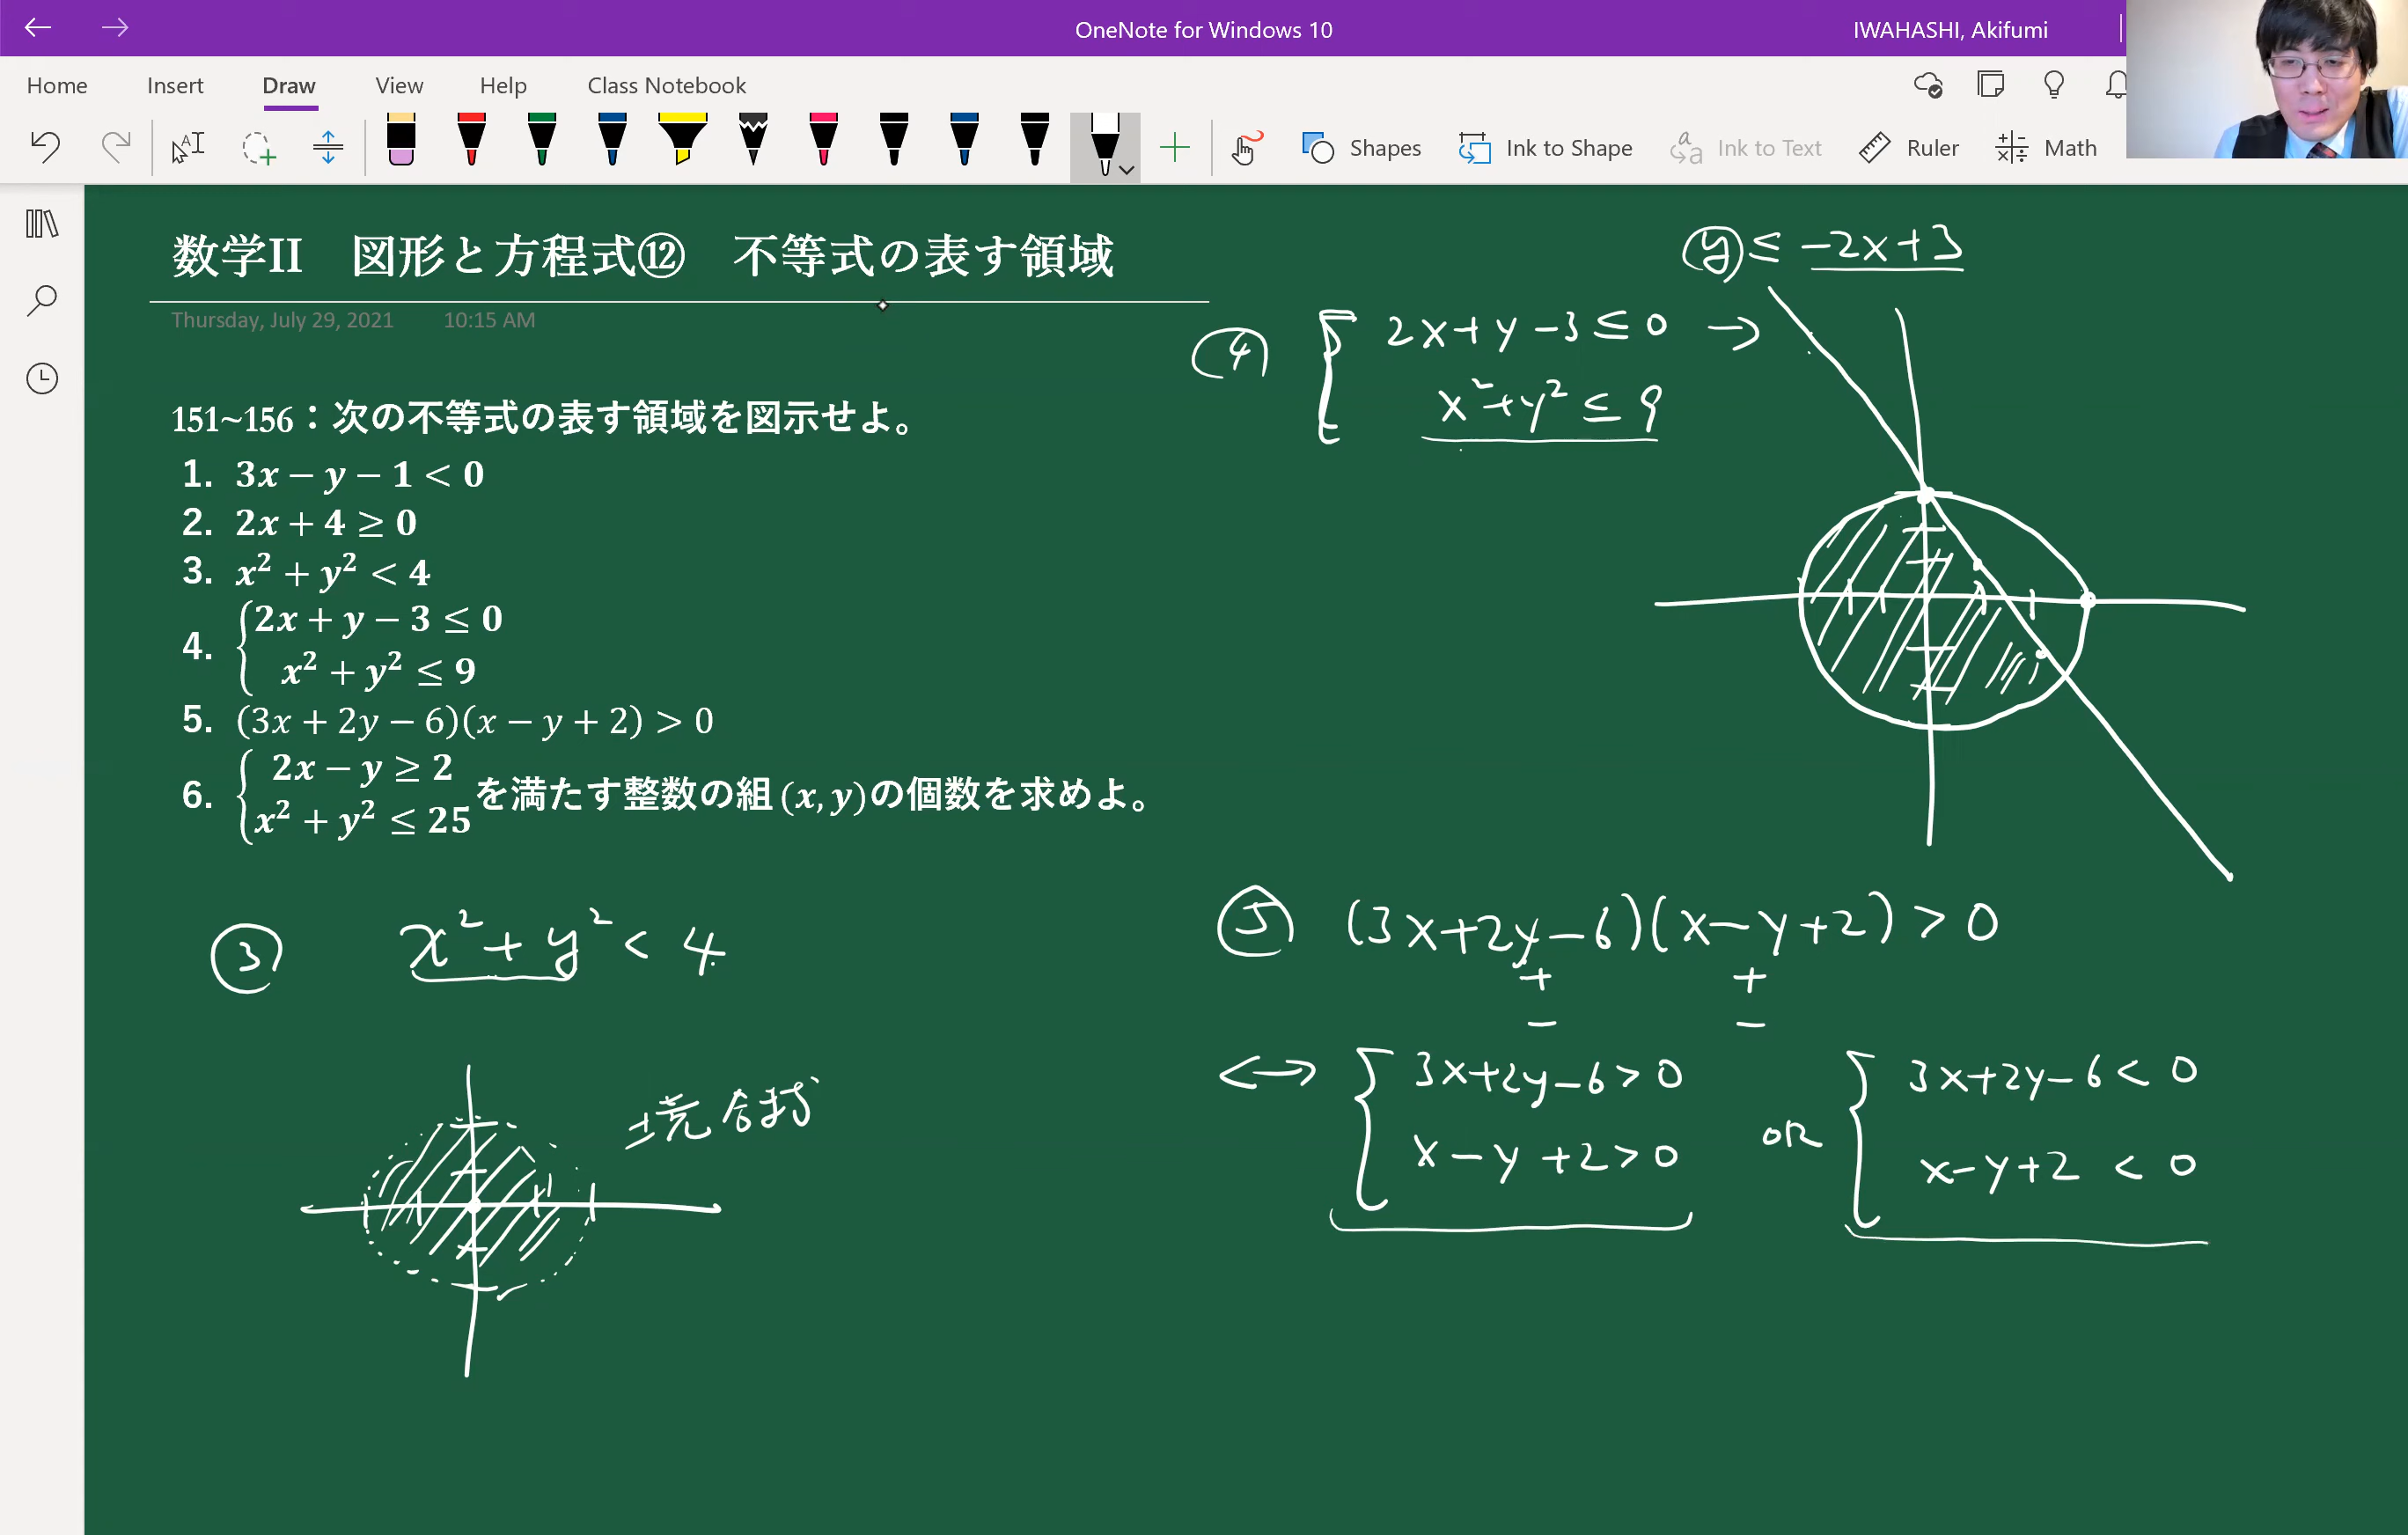 OneNote for Windows 10
IWAHASHI, Akifumi
Home Insert Draw View Help Class Notebook
Shapes Ink to Shape Ink to Text Ruler Math
数学II 図形と方程式⑫ 不等式の表す領域
Thursday, July 29, 2021 10:15 AM
151~156：次の不等式の表す領域を図示せよ。
1. 3x − y − 1 < 0
2. 2x + 4 ≥ 0
3. x² + y² < 4
4. { 2x + y − 3 ≤ 0
x² + y² ≤ 9
5. (3x + 2y − 6)(x − y + 2) > 0
6. { 2x − y ≥ 2
x² + y² ≤ 25 を満たす整数の組(x, y)の個数を求めよ。
③ x² + y² < 4
y ≤ −2x+3
④ { 2x+y−3 ≤ 0 →
x²+y² ≤ 9
⑤ (3x+2y−6)(x−y+2) > 0
+ +
− −
⟷ { 3x+2y−6 > 0 OR { 3x+2y−6 < 0
x−y+2 > 0 x−y+2 < 0